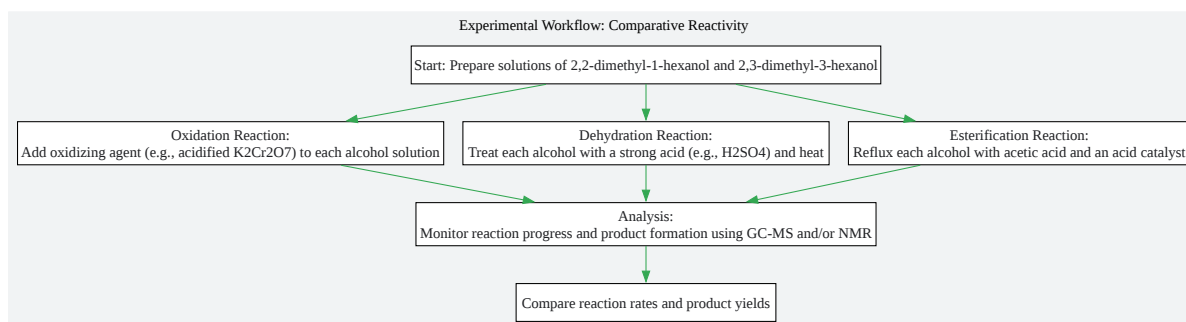 Experimental Workflow: Comparative Reactivity
Start: Prepare solutions of 2,2-dimethyl-1-hexanol and 2,3-dimethyl-3-hexanol
Oxidation Reaction:
Add oxidizing agent (e.g., acidified K2Cr2O7) to each alcohol solution
Dehydration Reaction:
Treat each alcohol with a strong acid (e.g., H2SO4) and heat
Esterification Reaction:
Reflux each alcohol with acetic acid and an acid catalyst
Analysis:
Monitor reaction progress and product formation using GC-MS and/or NMR
Compare reaction rates and product yields